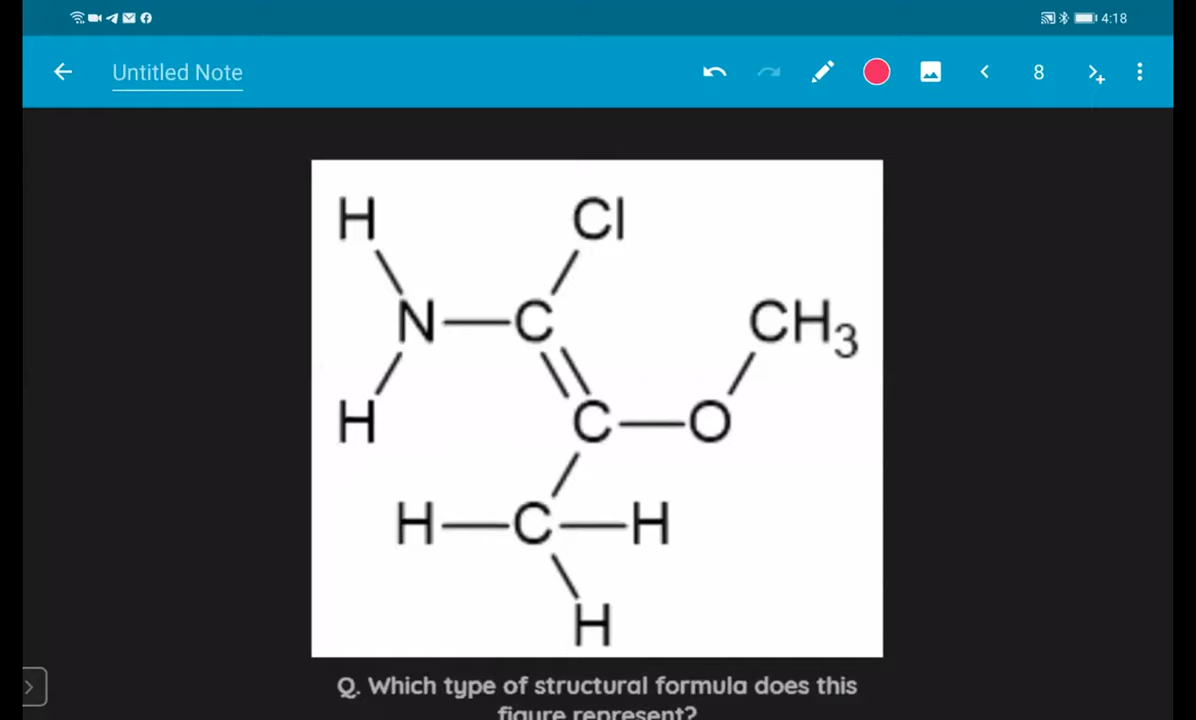 4:18
Untitled Note
8
H Cl
N C CH3
H C O
H C H
H
Q. Which type of structural formula does this
figure represent?